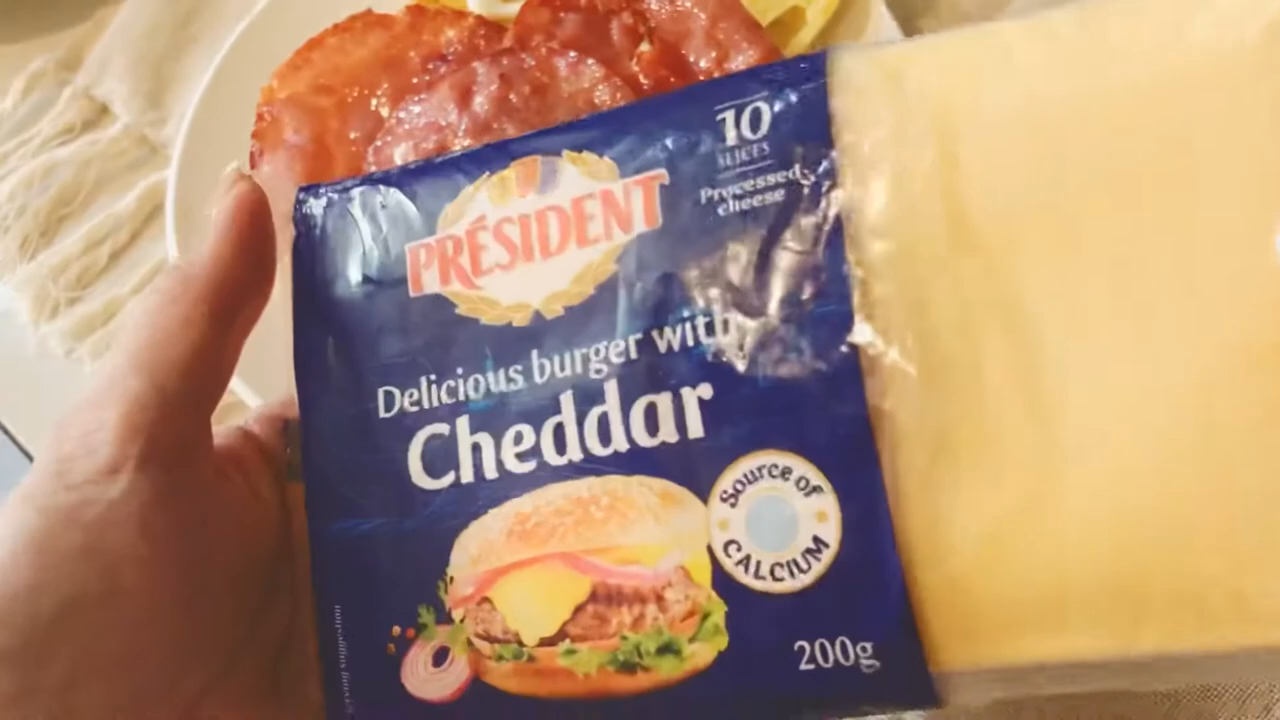 10
SLICES
Processed
cheese
PRÉSIDENT
Delicious burger with
Cheddar
Source of
CALCIUM
200g